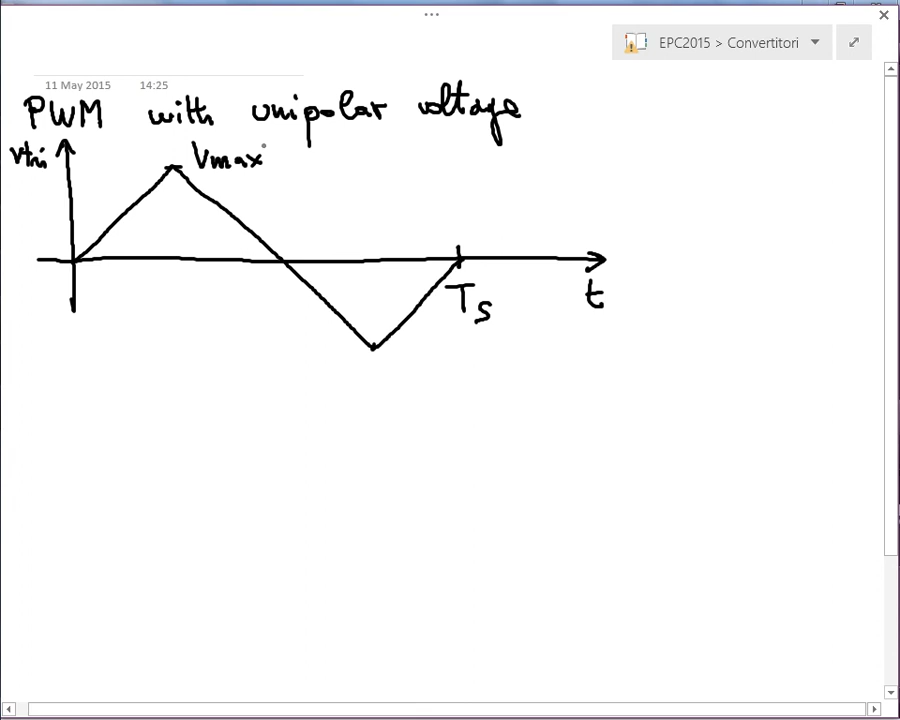 EPC2015 > Convertitori
11 May 2015 14:25
PWM with unipolar voltage
Vtri
Vmax
Ts
t